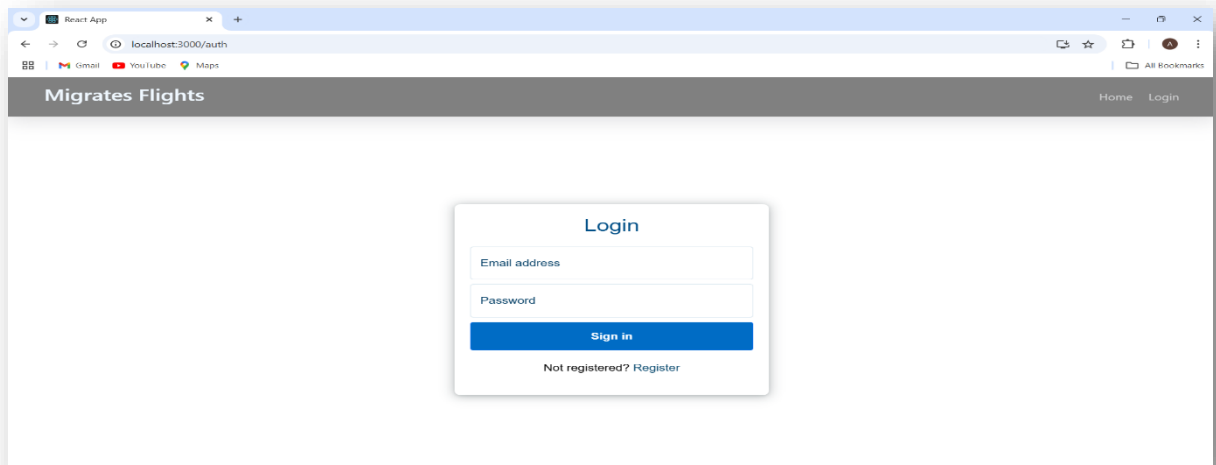 React App
localhost:3000/auth
Gmail YouTube Maps All Bookmarks
Migrates Flights Home Login
Login
Email address
Password
Sign in
Not registered? Register